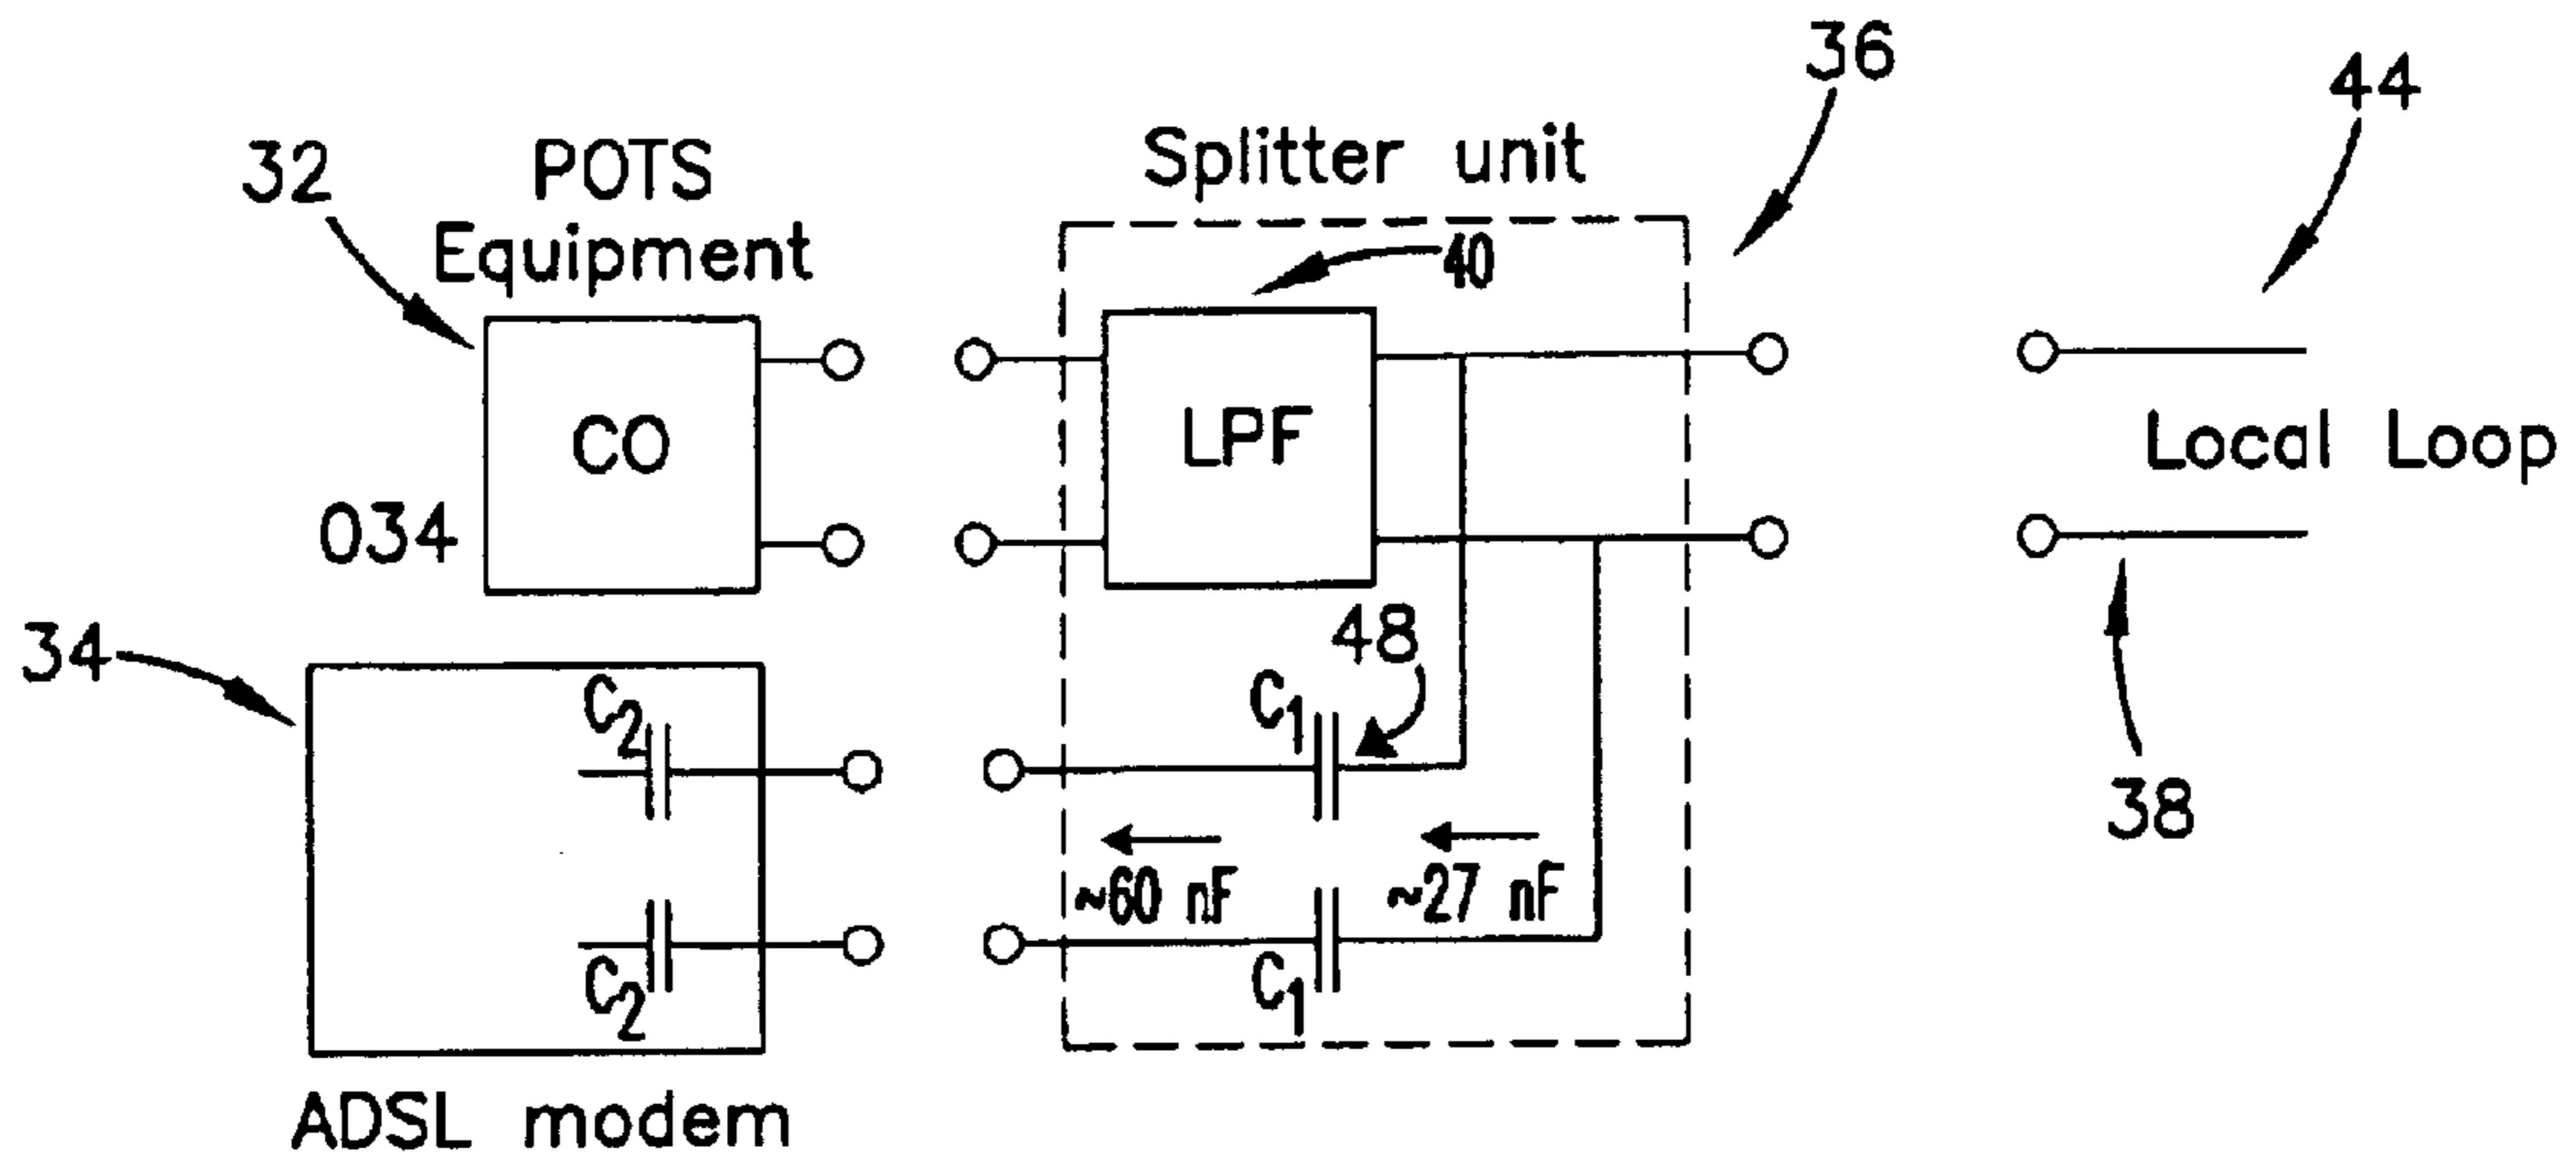 36
44
32
POTS
Equipment
Splitter unit
40
CO
LPF
Local Loop
034
34
48
38
C2
C1
~60 nF
~27 nF
C2
C1
ADSL modem